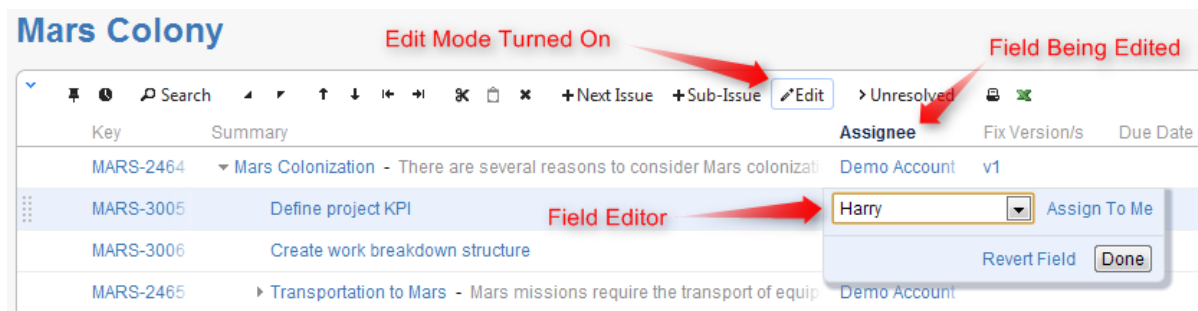 Mars Colony
Edit Mode Turned On
Field Being Edited
Search +Next Issue +Sub-Issue Edit > Unresolved
Key Summary Assignee Fix Version/s Due Date
MARS-2464 Mars Colonization - There are several reasons to consider Mars colonizati Demo Account v1
MARS-3005 Define project KPI Field Editor Harry Assign To Me
MARS-3006 Create work breakdown structure Revert Field Done
MARS-2465 Transportation to Mars - Mars missions require the transport of equip Demo Account